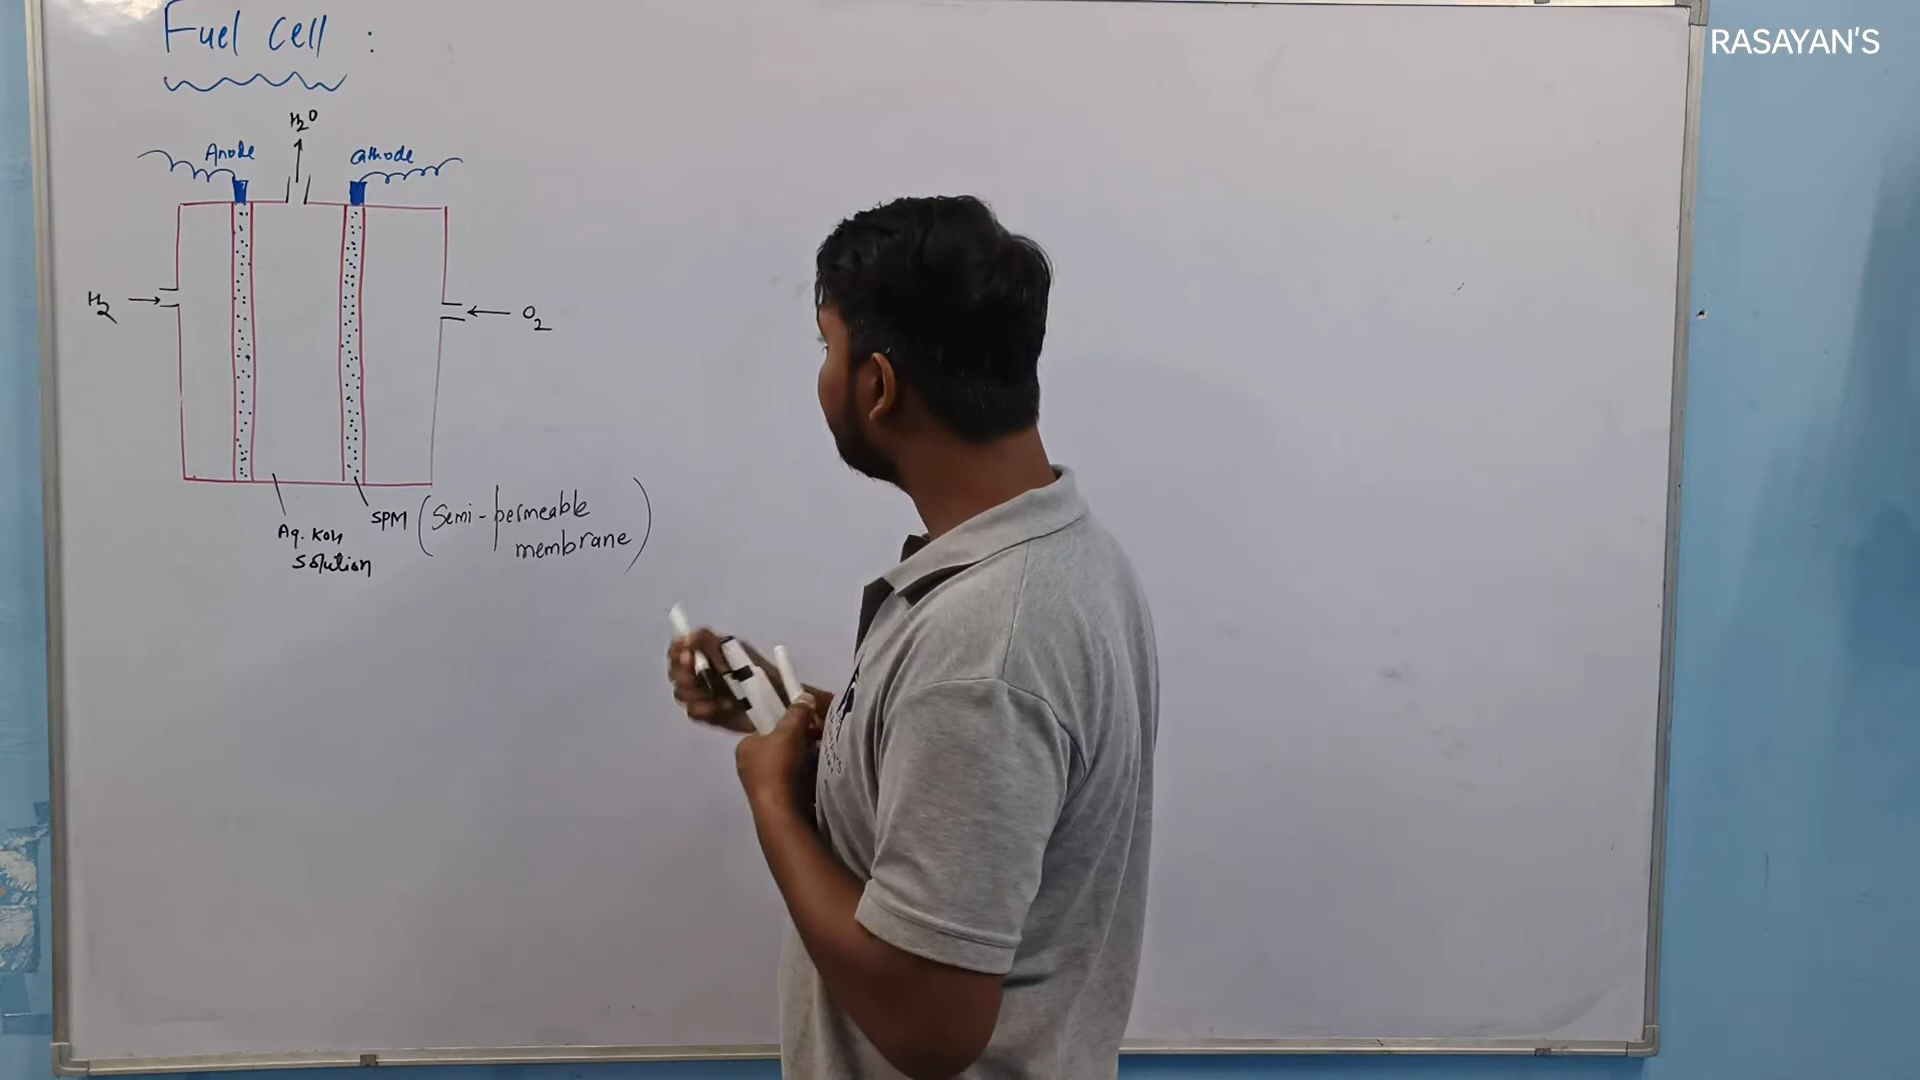 Fuel Cell :
RASAYAN'S
H2O
Anode
Cathode
H2
O2
SPM (Semi-permeable
membrane)
Aq. KOH
solution